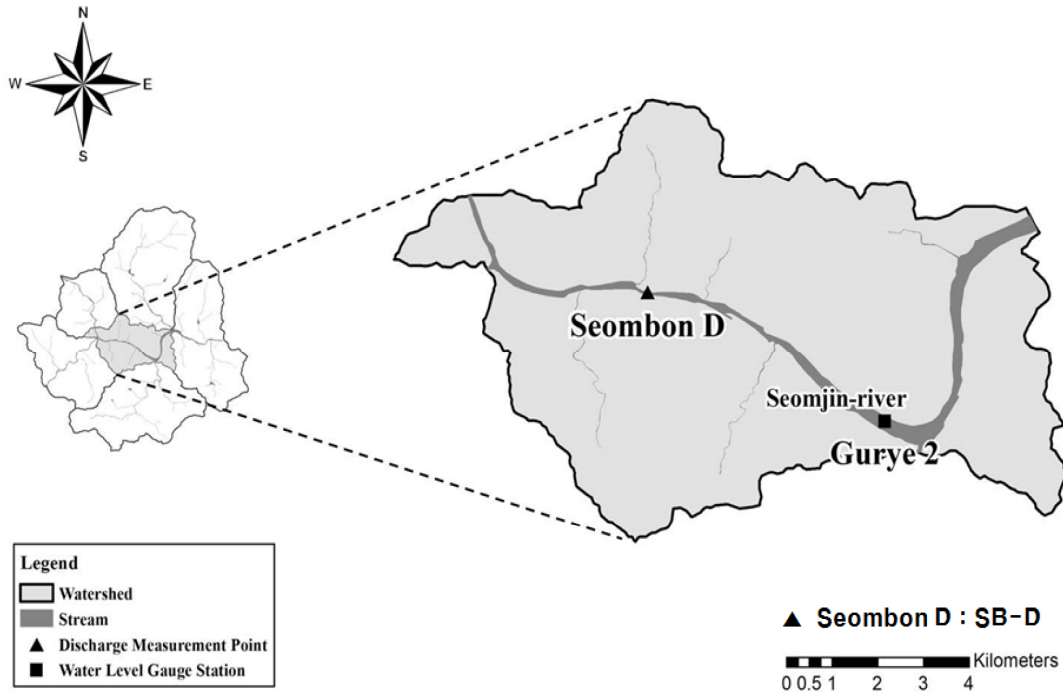 N
W E
S
Seombon D
Seomjin-river
Gurye 2
Legend
Watershed
Stream
Discharge Measurement Point
Water Level Gauge Station
Seombon D : SB-D
Kilometers
0 0.5 1 2 3 4